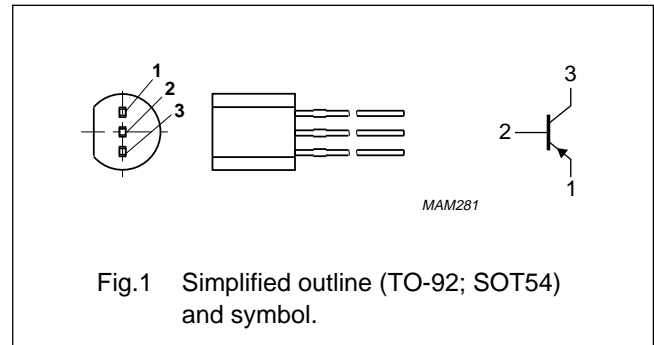 1
2
3
3
2
1
MAM281
Fig.1 Simplified outline (TO-92; SOT54)
and symbol.